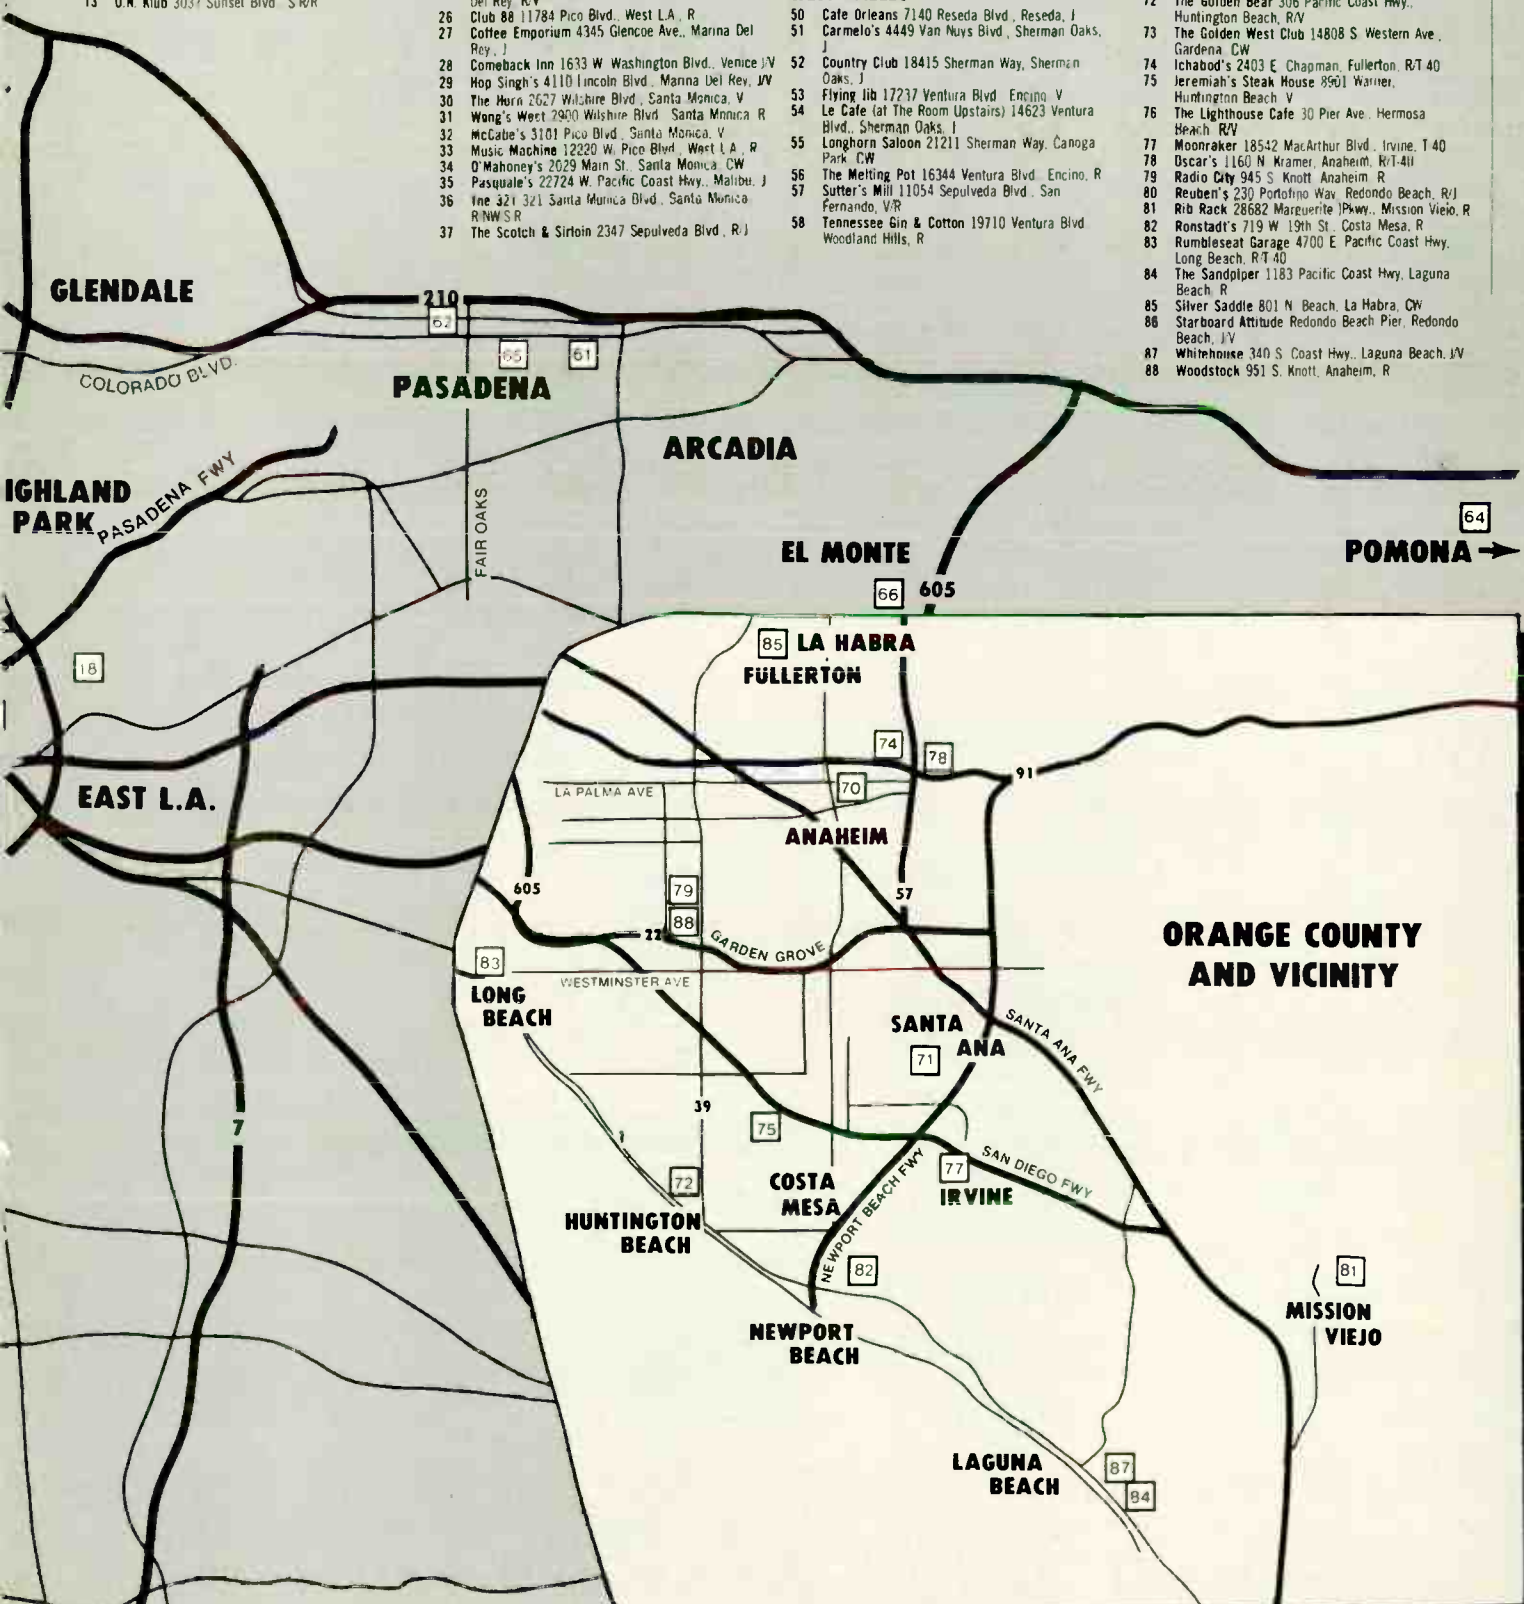 13 O.N. Klub 3037 Sunset Blvd S R/R
Del Rey R/V
26 Club 88 11784 Pico Blvd., West L.A., R
27 Coffee Emporium 4345 Glencoe Ave., Marina Del
Rey, J
28 Comeback Inn 1633 W Washington Blvd., Venice J/V
29 Hop Singh's 4110 Lincoln Blvd, Marina Del Rey, J/V
30 The Horn 2627 Wilshire Blvd, Santa Monica, V
31 Wong's West 2900 Wilshire Blvd Santa Monica R
32 McCabe's 3101 Pico Blvd, Santa Monica, V
33 Music Machine 12220 W. Pico Blvd, West L.A., R
34 O'Mahoney's 2029 Main St., Santa Monica, CW
35 Pasquale's 22724 W. Pacific Coast Hwy., Malibu, J
36 The 321 321 Santa Monica Blvd, Santa Monica
R NW S R
37 The Scotch & Sirloin 2347 Sepulveda Blvd, R/J
50 Cafe Orleans 7140 Reseda Blvd, Reseda, J
51 Carmelo's 4449 Van Nuys Blvd, Sherman Oaks,
J
52 Country Club 18415 Sherman Way, Sherman
Oaks, J
53 Flying Jib 17237 Ventura Blvd Encino V
54 Le Cafe (at The Room Upstairs) 14623 Ventura
Blvd., Sherman Oaks, J
55 Longhorn Saloon 21211 Sherman Way, Canoga
Park CW
56 The Melting Pot 16344 Ventura Blvd. Encino, R
57 Sutter's Mill 11054 Sepulveda Blvd., San
Fernando, V/R
58 Tennessee Gin & Cotton 19710 Ventura Blvd
Woodland Hills, R
72 The Golden Bear 306 Pacific Coast Hwy.,
Huntington Beach, R/V
73 The Golden West Club 14808 S Western Ave,
Gardena CW
74 Ichabod's 2403 E. Chapman, Fullerton, R/T 40
75 Jeremiah's Steak House 8901 Warner,
Huntington Beach V
76 The Lighthouse Cafe 30 Pier Ave, Hermosa
Beach R/V
77 Moonraker 18542 MacArthur Blvd, Irvine, T 40
78 Oscar's 1160 N Kramer, Anaheim, R/T-40
79 Radio City 945 S Knott Anaheim R
80 Reuben's 230 Portofino Way Redondo Beach, R/J
81 Rib Rack 28682 Marguerite Pkwy., Mission Viejo, R
82 Ronstadt's 719 W 19th St. Costa Mesa, R
83 Rumbleseat Garage 4700 E Pacific Coast Hwy.
Long Beach, R/T 40
84 The Sandpiper 1183 Pacific Coast Hwy, Laguna
Beach R
85 Silver Saddle 801 N. Beach, La Habra, CW
86 Starboard Attitude Redondo Beach Pier, Redondo
Beach, J/V
87 Whitehouse 340 S Coast Hwy., Laguna Beach, J/V
88 Woodstock 951 S. Knott, Anaheim, R
GLENDALE
210
62
65
61
COLORADO BLVD.
PASADENA
ARCADIA
IGHLAND
PARK
PASADENA FWY
FAIR OAKS
64
EL MONTE
POMONA
66
605
85
LA HABRA
18
FULLERTON
74
78
91
EAST L.A.
LA PALMA AVE
70
ANAHEIM
605
79
57
88
22
GARDEN GROVE
ORANGE COUNTY
AND VICINITY
83
WESTMINSTER AVE
LONG
BEACH
SANTA
ANA
SANTA ANA FWY
71
39
7
75
1
77
SAN DIEGO FWY
72
COSTA
MESA
IRVINE
HUNTINGTON
BEACH
NEWPORT BEACH FWY
82
81
MISSION
VIEJO
NEWPORT
BEACH
LAGUNA
BEACH
87
84